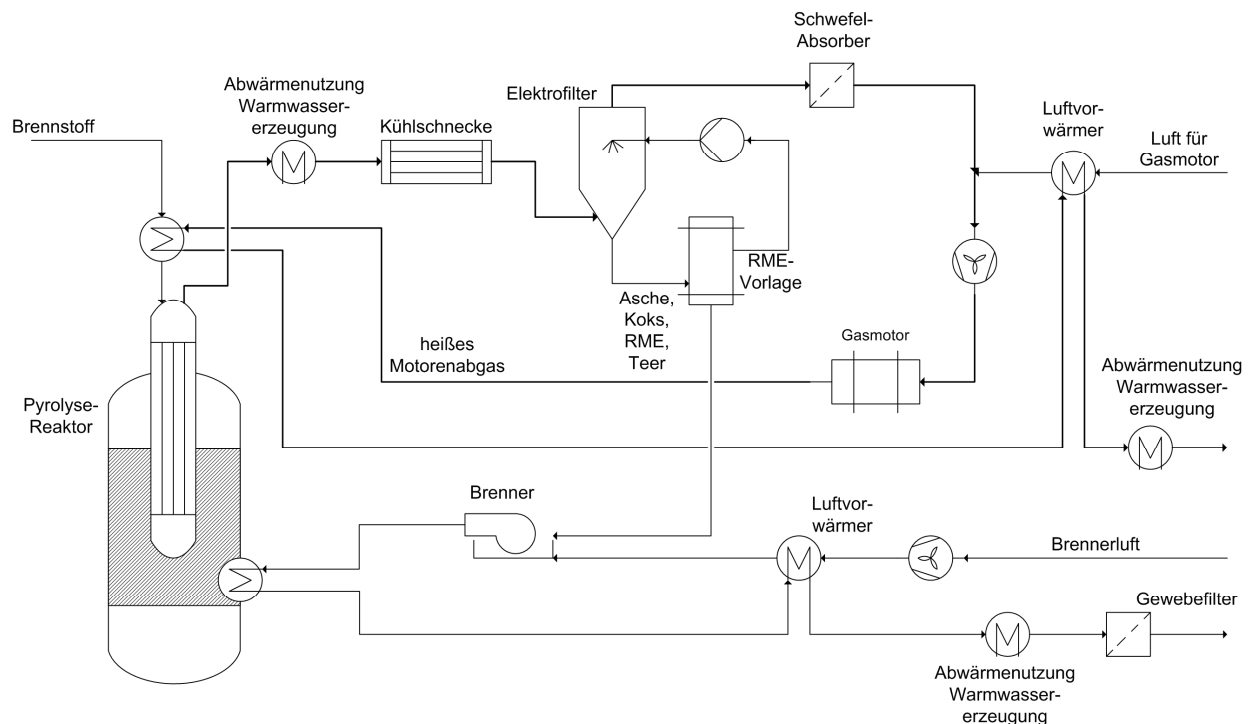 Schwefel-
Absorber
Abwärmenutzung
Warmwasser-
erzeugung
Elektrofilter
Luftvor-
wärmer
Brennstoff
Kühlschnecke
Luft für
Gasmotor
RME-
Vorlage
Asche,
Koks,
RME,
Teer
heißes
Motorenabgas
Gasmotor
Abwärmenutzung
Warmwasser-
erzeugung
Pyrolyse-
Reaktor
Brenner
Luftvor-
wärmer
Brennerluft
Gewebefilter
Abwärmenutzung
Warmwasser-
erzeugung